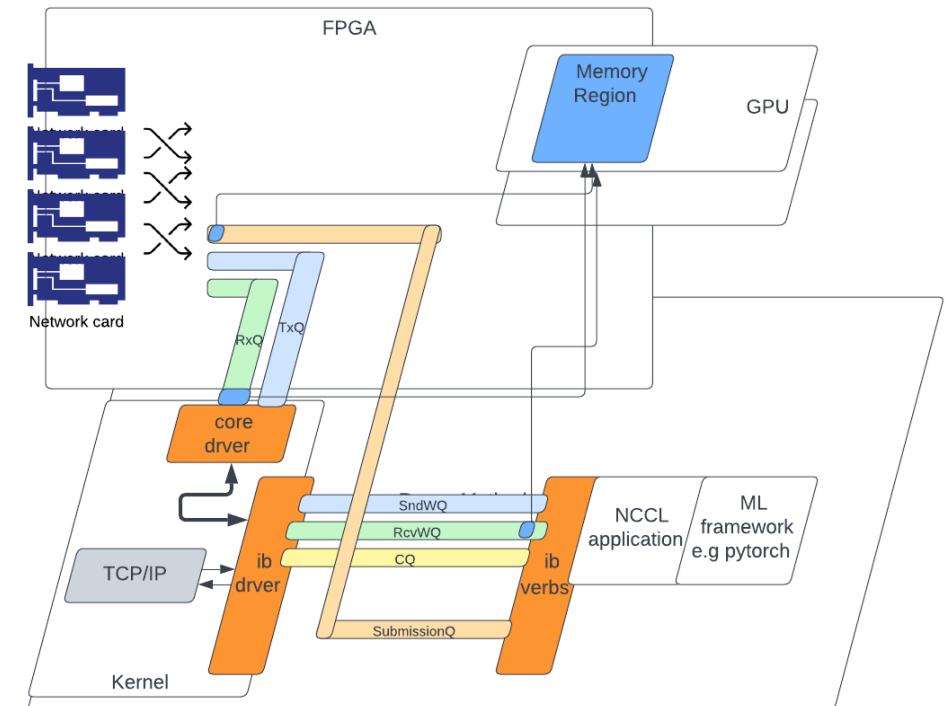 FPGA
Memory
Region
GPU
Network card
RxQ
TxQ
core
drver
SndWQ
RcvWQ
CQ
ib
drver
TCP/IP
ib
verbs
NCCL
application
ML
framework
e.g pytorch
SubmissionQ
Kernel